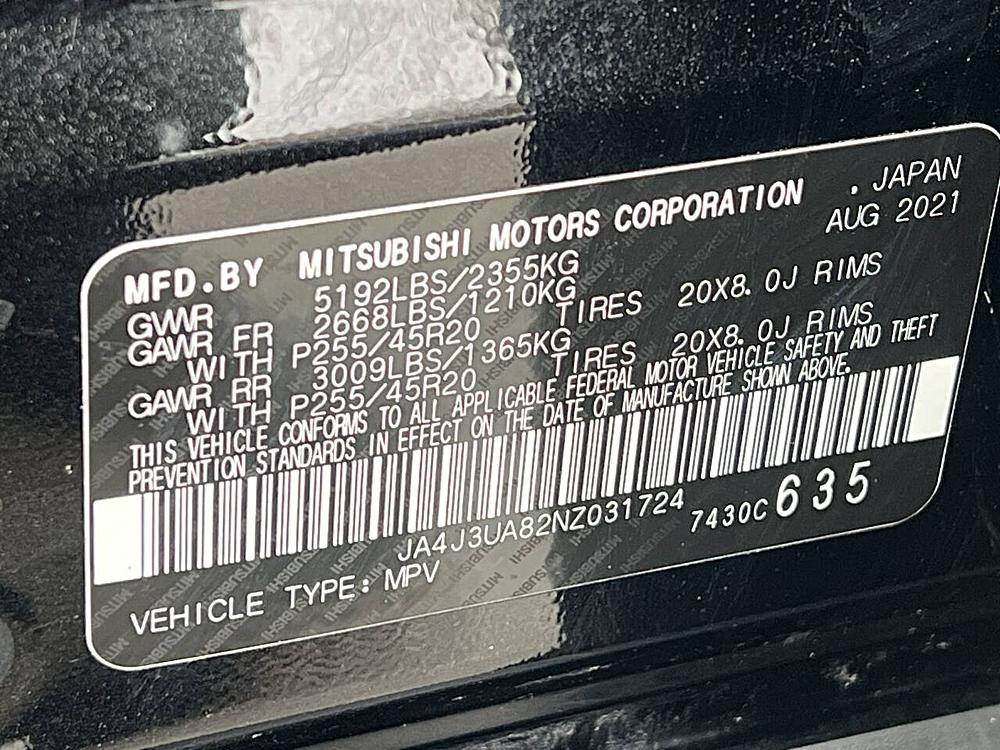 MFD.BY MITSUBISHI MOTORS CORPORATION . JAPAN
AUG 2021
GVWR 5192LBS/2355KG
GAWR FR 2668LBS/1210KG
WITH P255/45R20 TIRES 20X8.0J RIMS
GAWR RR 3009LBS/1365KG
WITH P255/45R20 TIRES 20X8.0J RIMS
THIS VEHICLE CONFORMS TO ALL APPLICABLE FEDERAL MOTOR VEHICLE SAFETY AND THEFT
PREVENTION STANDARDS IN EFFECT ON THE DATE OF MANUFACTURE SHOWN ABOVE.
JA4J3UA82NZ031724 7430C 635
VEHICLE TYPE: MPV